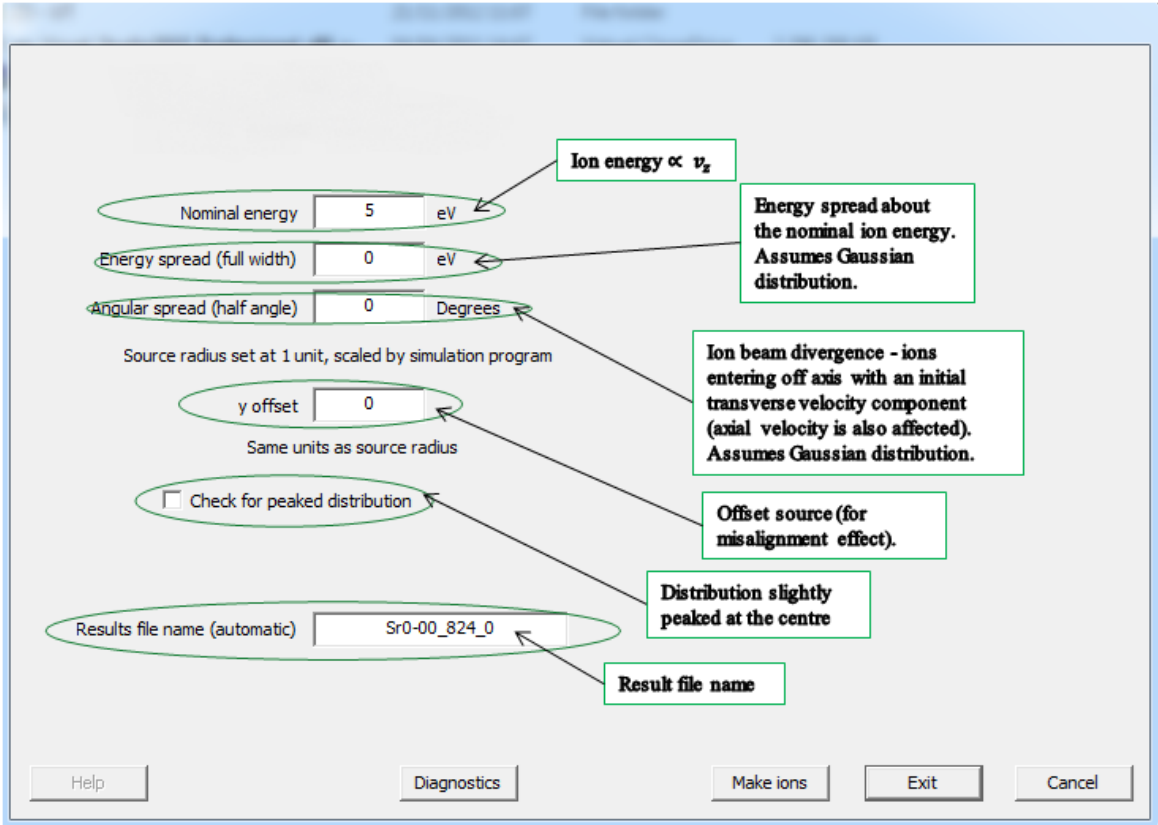 Ion energy ∝ v_z
Nominal energy 5 eV
Energy spread about
the nominal ion energy.
Assumes Gaussian
distribution.
Energy spread (full width) 0 eV
Angular spread (half angle) 0 Degrees
Ion beam divergence - ions
entering off axis with an initial
transverse velocity component
(axial velocity is also affected).
Assumes Gaussian distribution.
Source radius set at 1 unit, scaled by simulation program
y offset 0
Same units as source radius
Check for peaked distribution
Offset source (for
misalignment effect).
Distribution slightly
peaked at the centre
Results file name (automatic) Sr0-00_824_0
Result file name
Help Diagnostics Make ions Exit Cancel